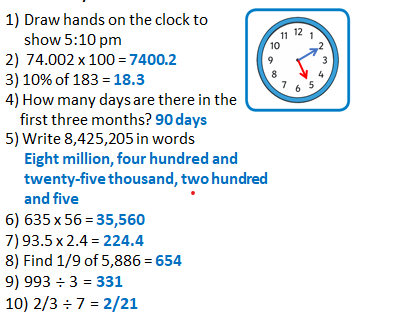 1) Draw hands on the clock to
show 5:10 pm
2) 74.002 x 100 = 7400.2
3) 10% of 183 = 18.3
4) How many days are there in the
first three months? 90 days
5) Write 8,425,205 in words
Eight million, four hundred and
twenty-five thousand, two hundred
and five
6) 635 x 56 = 35,560
7) 93.5 x 2.4 = 224.4
8) Find 1/9 of 5,886 = 654
9) 993 ÷ 3 = 331
10) 2/3 ÷ 7 = 2/21
12
1
2
3
4
5
6
7
8
9
10
11